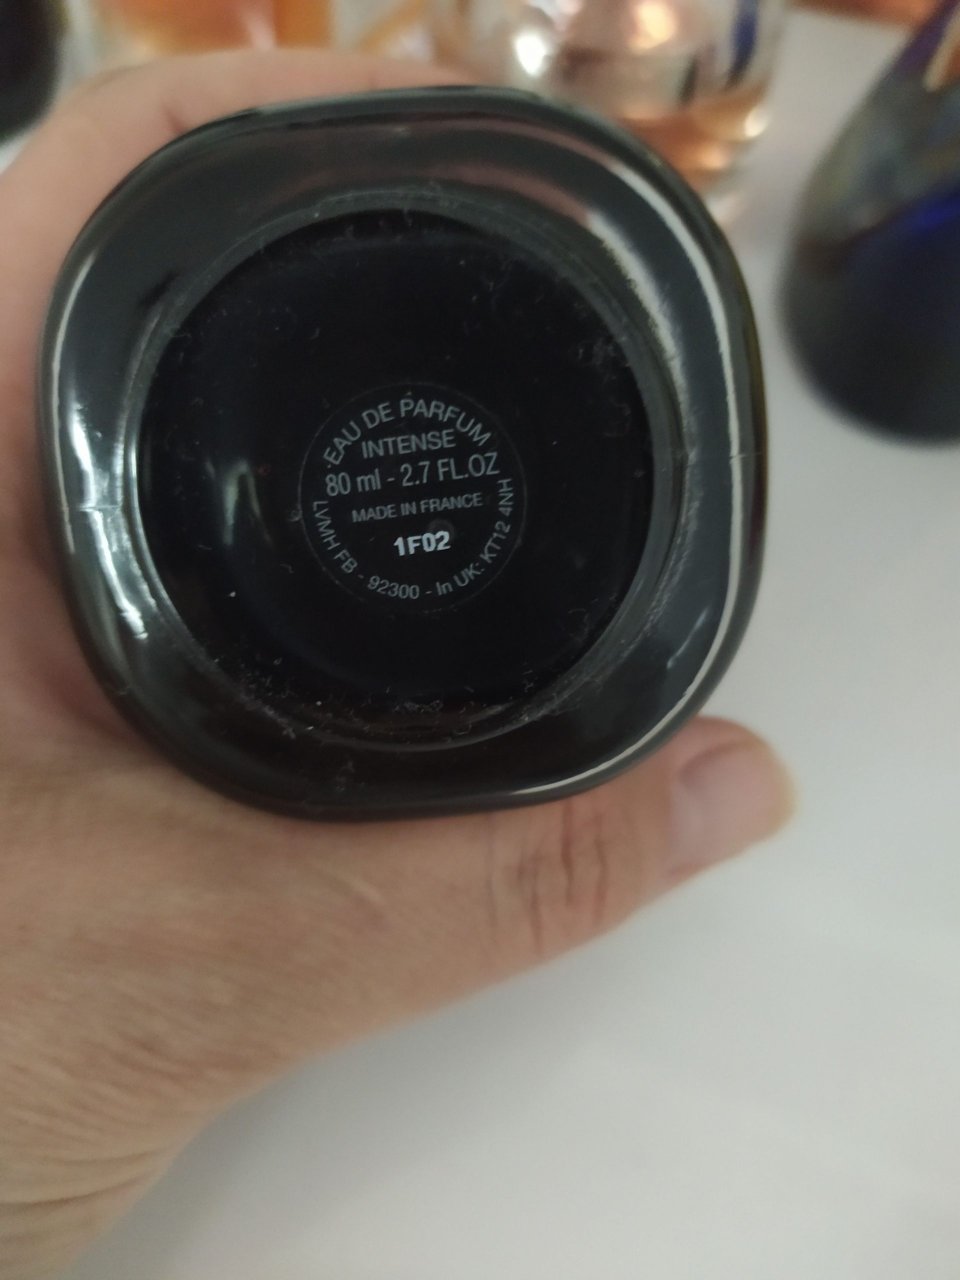 EAU DE PARFUM
INTENSE
80 ml - 2.7 FL.OZ
MADE IN FRANCE
1F02
LVMH FB - 92300 - In UK: KT12 4NH